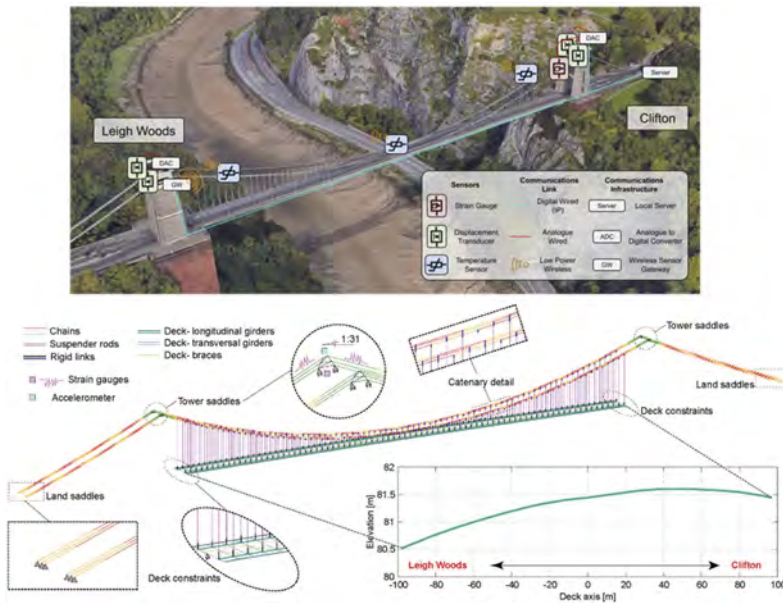 DAC
Server
Leigh Woods
Clifton
DAC
GW
Sensors
Communications Link
Communications Infrastructure
Strain Gauge
Digital Wired (IP)
Server
Local Server
Displacement Transducer
Analogue Wired
ADC
Analogue to Digital Converter
Temperature Sensor
Low Power Wireless
GW
Wireless Sensor Gateway
Chains
Suspender rods
Rigid links
Deck- longitudinal girders
Deck- transversal girders
Deck- braces
Strain gauges
Accelerometer
1:31
Tower saddles
Catenary detail
Tower saddles
Land saddles
Deck constraints
Land saddles
Deck constraints
Elevation [m]
82
81.5
81
80.5
80
Leigh Woods
Clifton
-100
-80
-60
-40
-20
0
20
40
60
80
100
Deck axis [m]